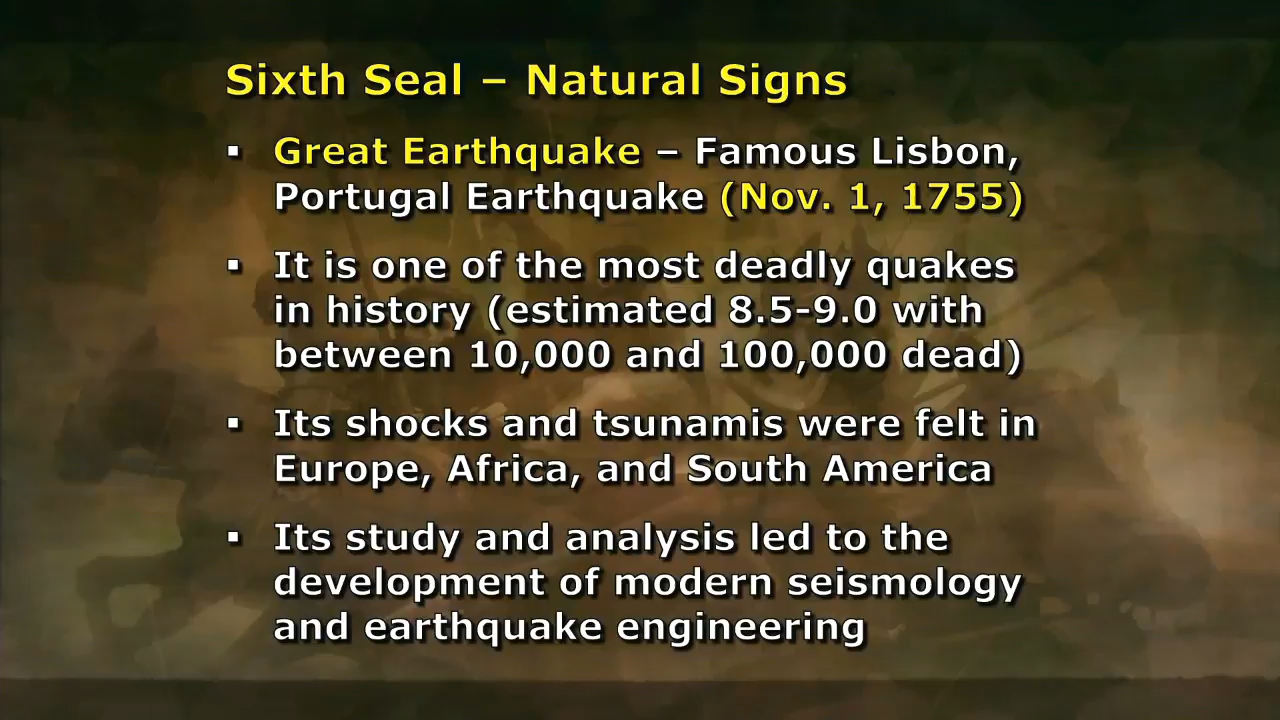 Sixth Seal – Natural Signs
▪ Great Earthquake – Famous Lisbon,
Portugal Earthquake (Nov. 1, 1755)
▪ It is one of the most deadly quakes
in history (estimated 8.5-9.0 with
between 10,000 and 100,000 dead)
▪ Its shocks and tsunamis were felt in
Europe, Africa, and South America
▪ Its study and analysis led to the
development of modern seismology
and earthquake engineering